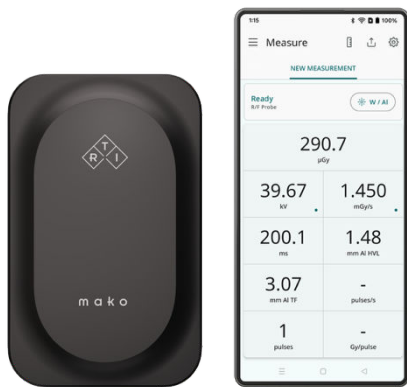 R T I
mako
1:15
100%
Measure
NEW MEASUREMENT
Ready
R/F Probe
W / Al
290.7
µGy
39.67
kV
1.450
mGy/s
200.1
ms
1.48
mm Al HVL
3.07
mm Al TF
-
pulses/s
1
pulses
-
Gy/pulse